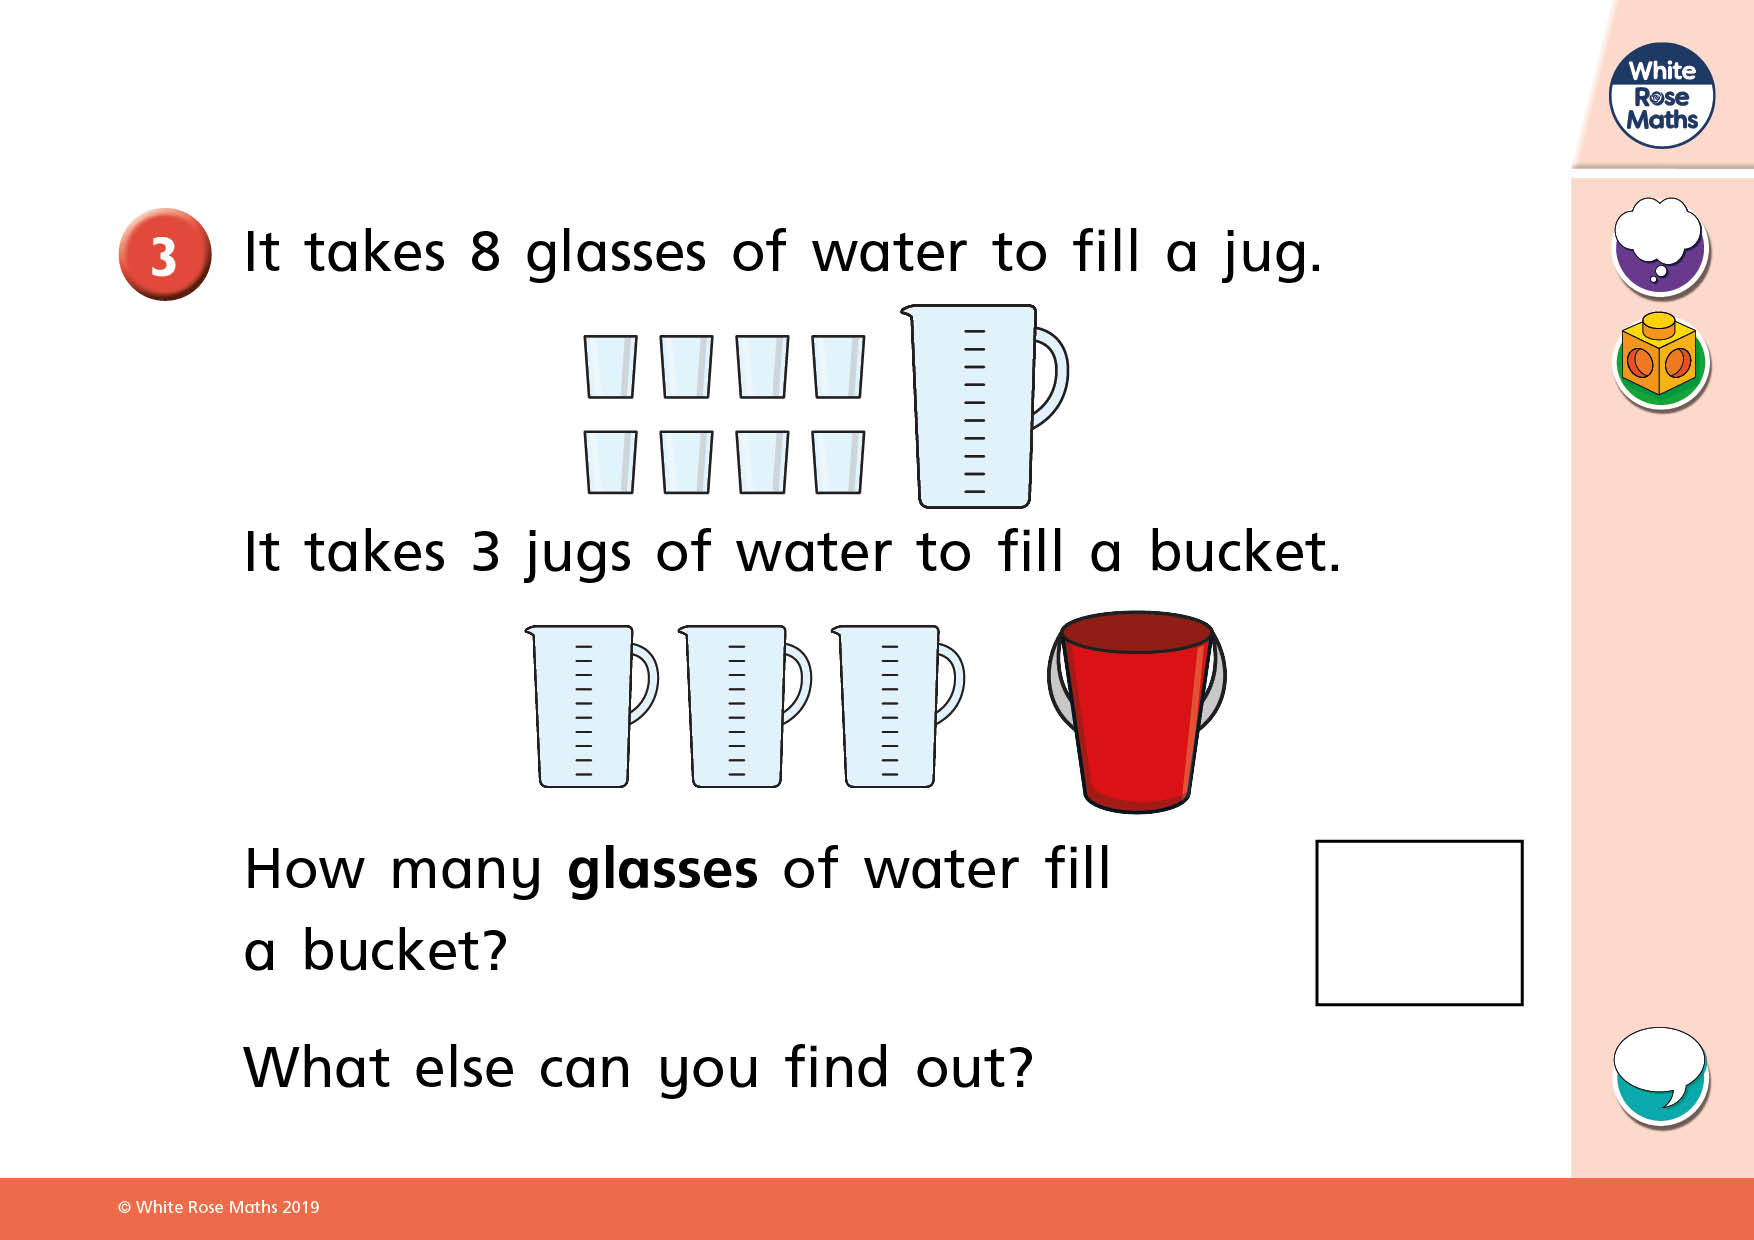 White
Rose
Maths
3
It takes 8 glasses of water to fill a jug.
It takes 3 jugs of water to fill a bucket.
How many glasses of water fill
a bucket?
What else can you find out?
© White Rose Maths 2019